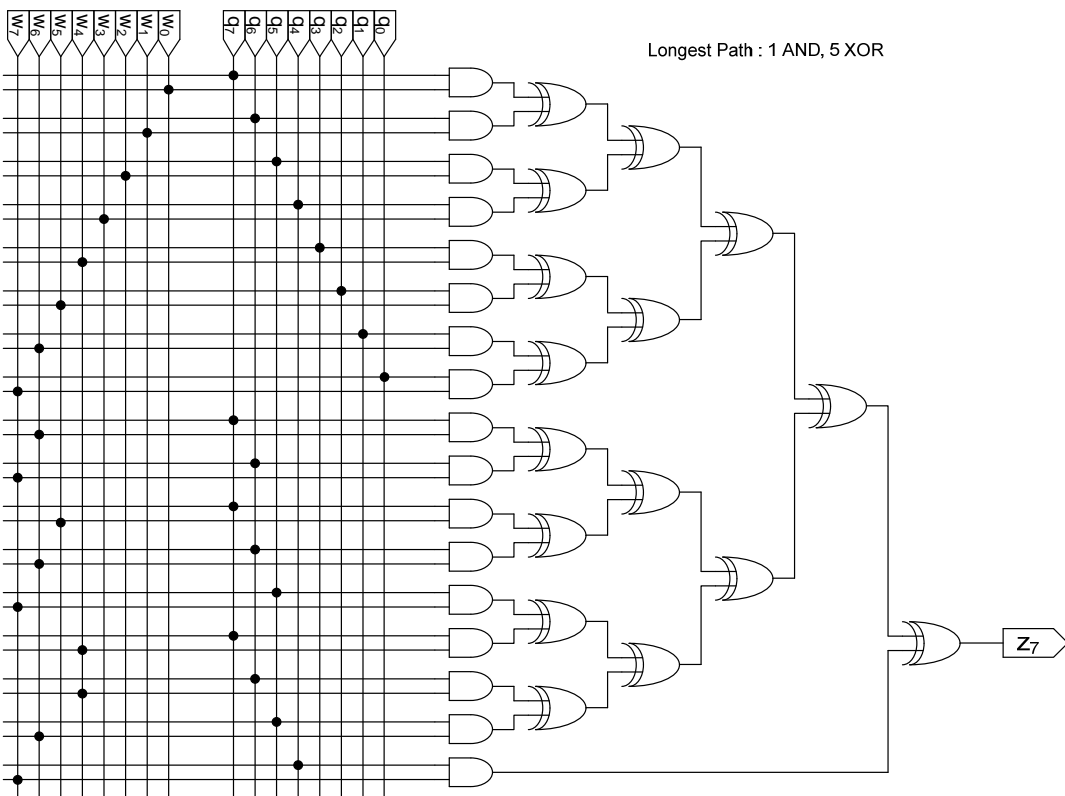 w₇ w₆ w₅ w₄ w₃ w₂ w₁ w₀ q₇ q₆ q₅ q₄ q₃ q₂ q₁ q₀
Longest Path : 1 AND, 5 XOR
z₇